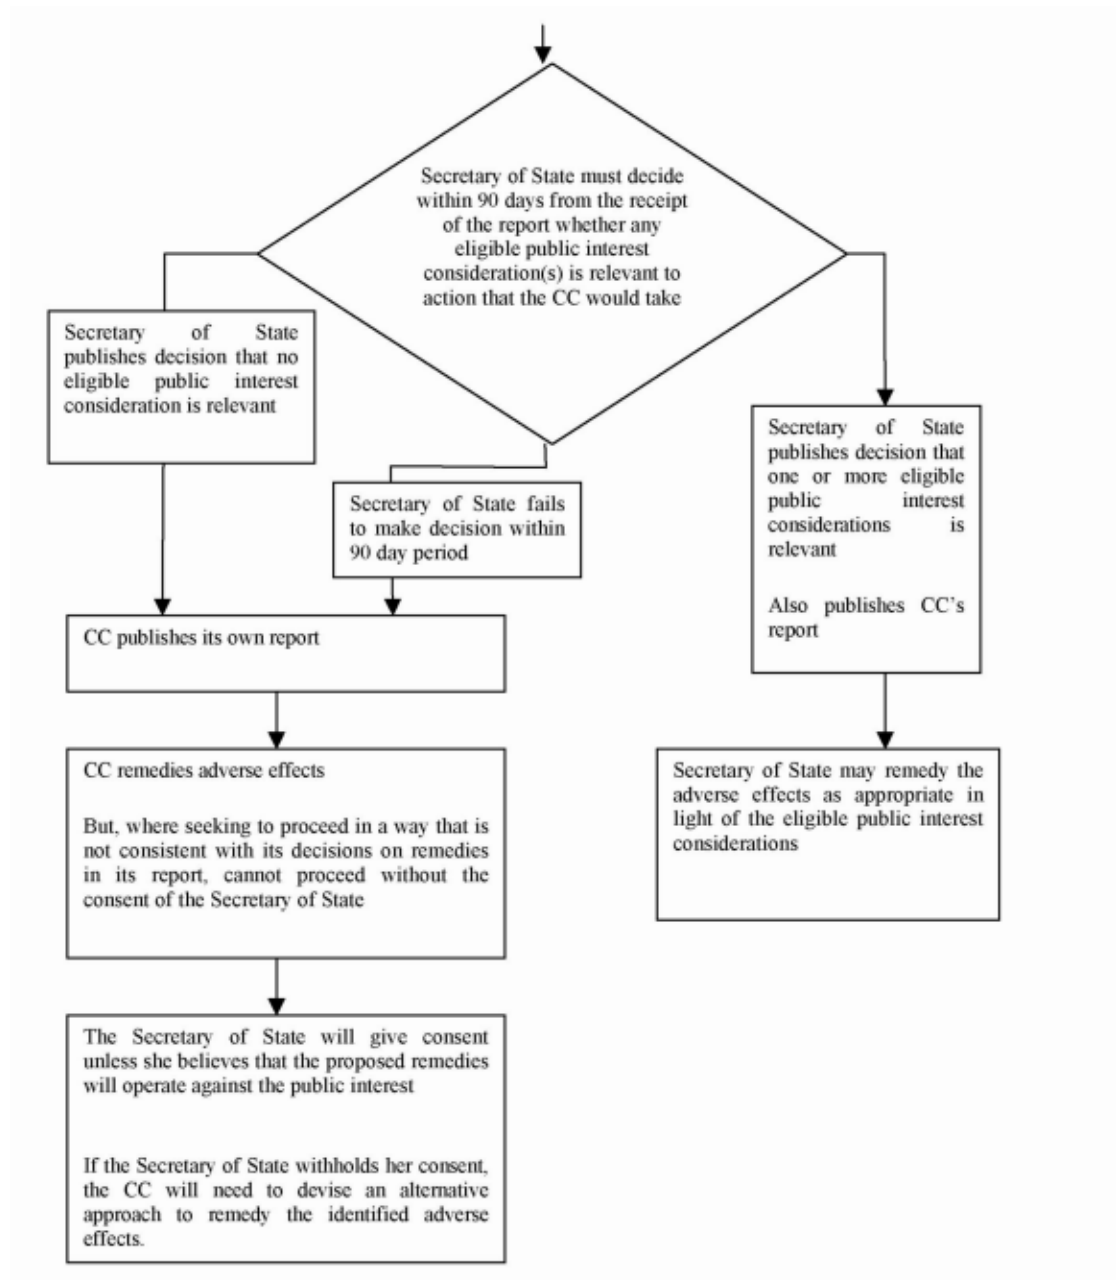 Secretary of State must decide
within 90 days from the receipt
of the report whether any
eligible public interest
consideration(s) is relevant to
action that the CC would take
Secretary of State
publishes decision that no
eligible public interest
consideration is relevant
Secretary of State fails
to make decision within
90 day period
Secretary of State
publishes decision that
one or more eligible
public interest
considerations is
relevant
Also publishes CC's
report
CC publishes its own report
CC remedies adverse effects
But, where seeking to proceed in a way that is
not consistent with its decisions on remedies
in its report, cannot proceed without the
consent of the Secretary of State
Secretary of State may remedy the
adverse effects as appropriate in
light of the eligible public interest
considerations
The Secretary of State will give consent
unless she believes that the proposed remedies
will operate against the public interest
If the Secretary of State withholds her consent,
the CC will need to devise an alternative
approach to remedy the identified adverse
effects.